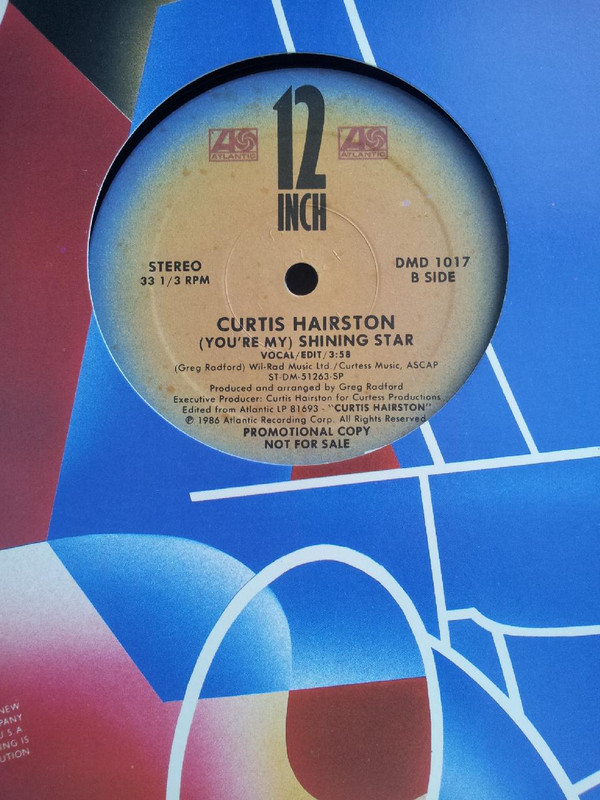 12
INCH
ATLANTIC
ATLANTIC
STEREO
33 1/3 RPM
DMD 1017
B SIDE
CURTIS HAIRSTON
(YOU'RE MY) SHINING STAR
VOCAL/EDIT/3:58
(Greg Radford) Wil-Rad Music Ltd./Curtess Music, ASCAP
ST-DM-51263-SP
Produced and arranged by Greg Radford
Executive Producer: Curtis Hairston for Curtess Productions
Edited from Atlantic LP 81693 - "CURTIS HAIRSTON"
℗ 1986 Atlantic Recording Corp. All Rights Reserved
PROMOTIONAL COPY
NOT FOR SALE
NEW
PANY
U.S.A
ING IS
UTION